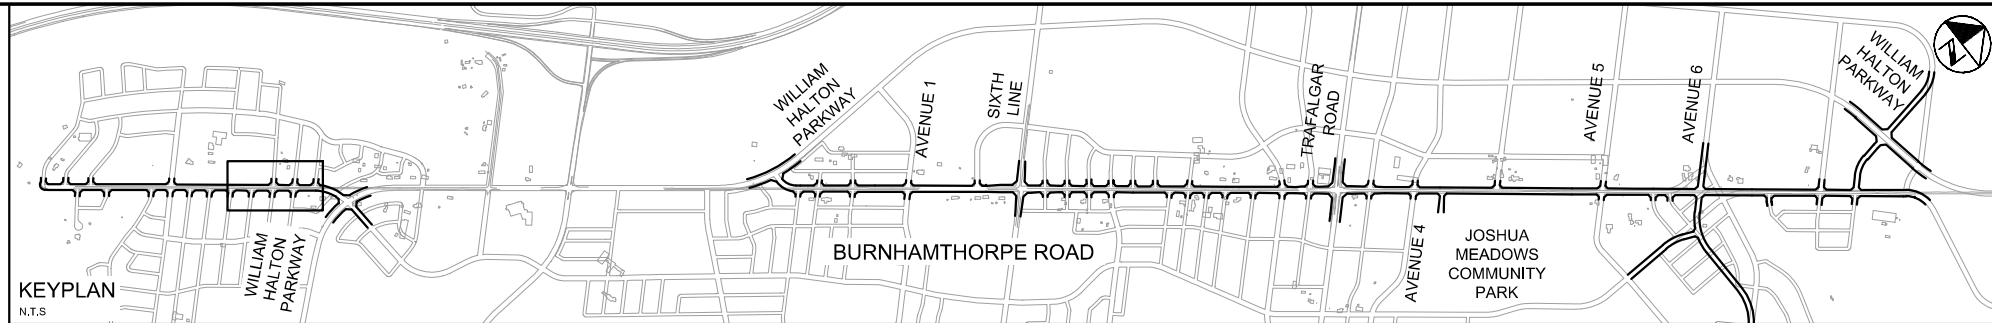 WILLIAM
HALTON
PARKWAY
AVENUE 1
SIXTH
LINE
TRAFALGAR
ROAD
AVENUE 5
AVENUE 6
WILLIAM
HALTON
PARKWAY
N
WILLIAM
HALTON
PARKWAY
BURNHAMTHORPE ROAD
AVENUE 4
JOSHUA
MEADOWS
COMMUNITY
PARK
KEYPLAN
N.T.S